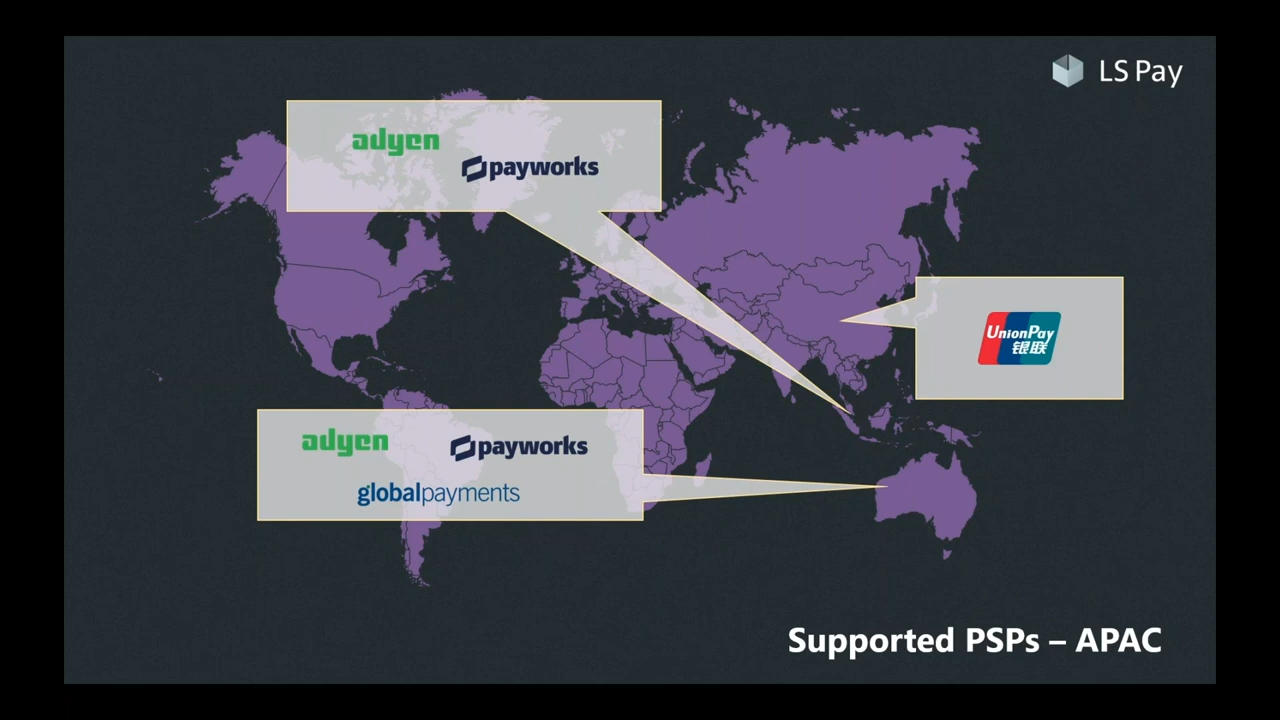 LS Pay
adyen
payworks
UnionPay
银联
adyen
payworks
globalpayments
Supported PSPs – APAC